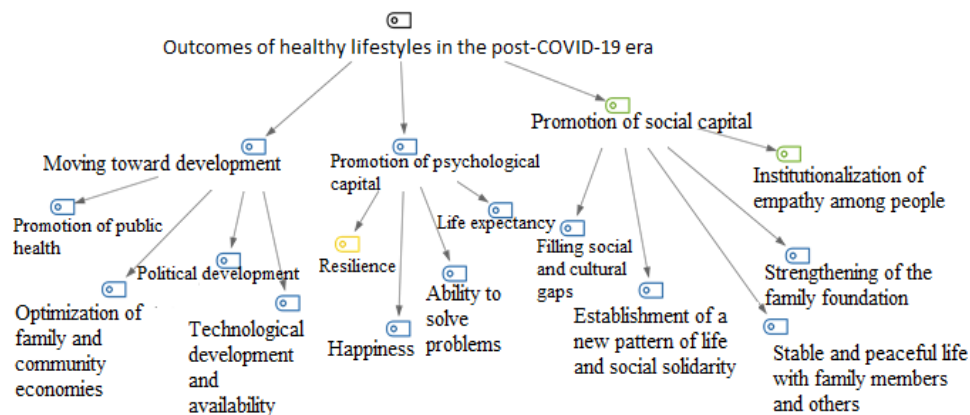 Outcomes of healthy lifestyles in the post-COVID-19 era
Moving toward development
Promotion of public
health
Optimization of
family and
community
economies
Political development
Technological
development
and
availability
Promotion of psychological
capital
Resilience
Happiness
Ability to
solve
problems
Life expectancy
Promotion of social capital
Filling social
and cultural
gaps
Establishment of a
new pattern of life
and social solidarity
Stable and peaceful life
with family members
and others
Strengthening of the
family foundation
Institutionalization of
empathy among people